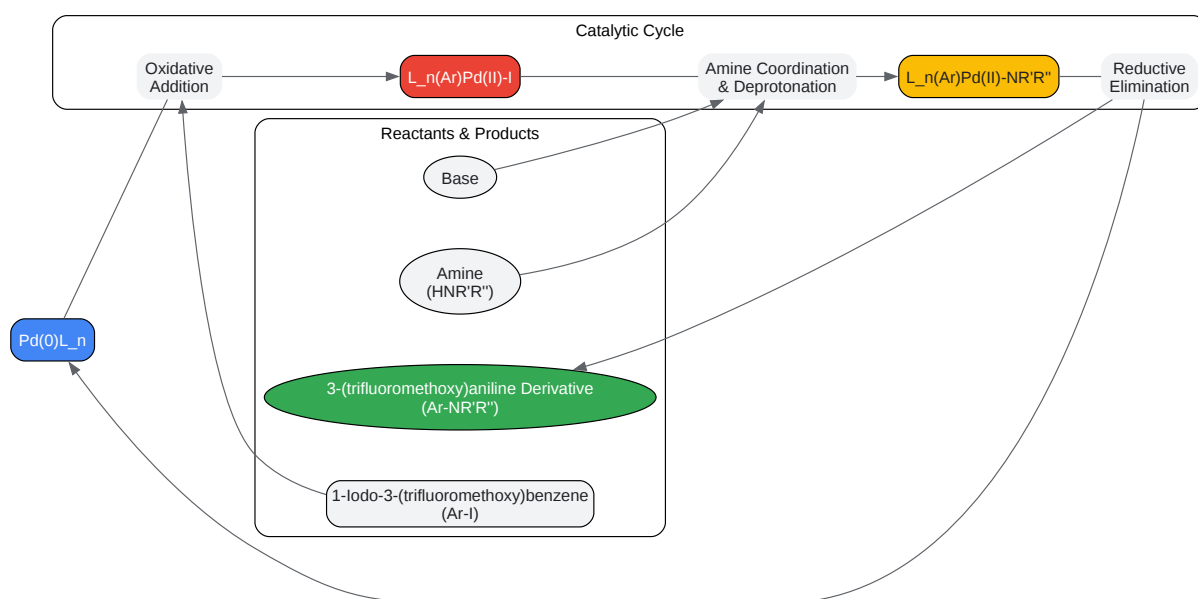 Catalytic Cycle
Oxidative
Addition
L_n(Ar)Pd(II)-I
Amine Coordination
& Deprotonation
L_n(Ar)Pd(II)-NR'R''
Reductive
Elimination
Reactants & Products
Base
Amine
(HNR'R'')
Pd(0)L_n
3-(trifluoromethoxy)aniline Derivative
(Ar-NR'R'')
1-Iodo-3-(trifluoromethoxy)benzene
(Ar-I)